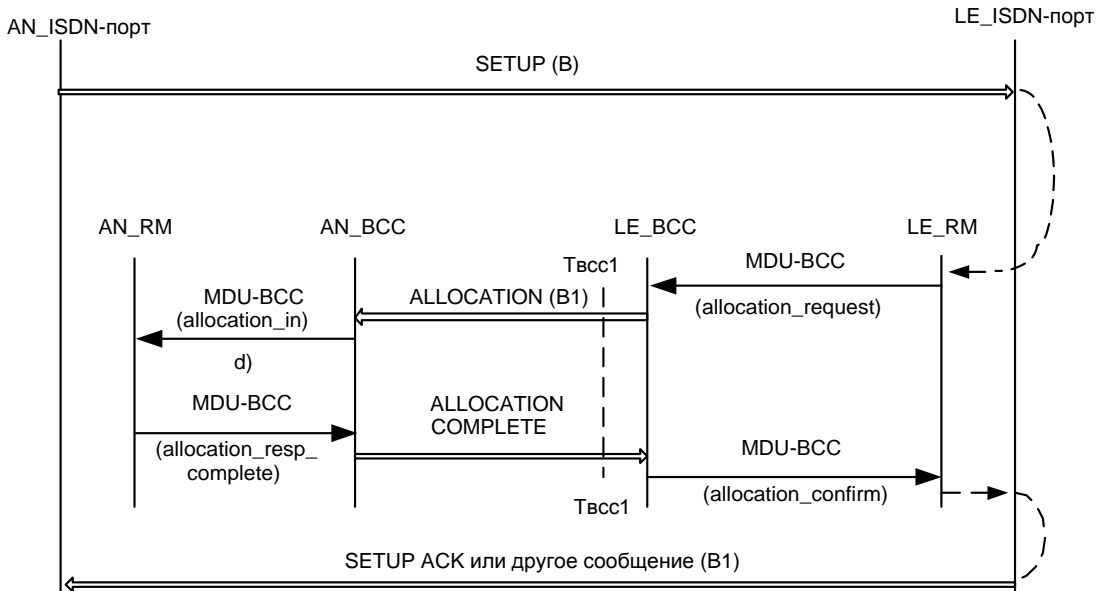 AN_ISDN-порт
LE_ISDN-порт
SETUP (B)
AN_RM
AN_BCC
LE_BCC
LE_RM
Tвсс1
MDU-BCC
(allocation_request)
ALLOCATION (B1)
MDU-BCC
(allocation_in
d)
MDU-BCC
(allocation_resp_
complete)
ALLOCATION
COMPLETE
MDU-BCC
(allocation_confirm)
Tвсс1
SETUP ACK или другое сообщение (B1)